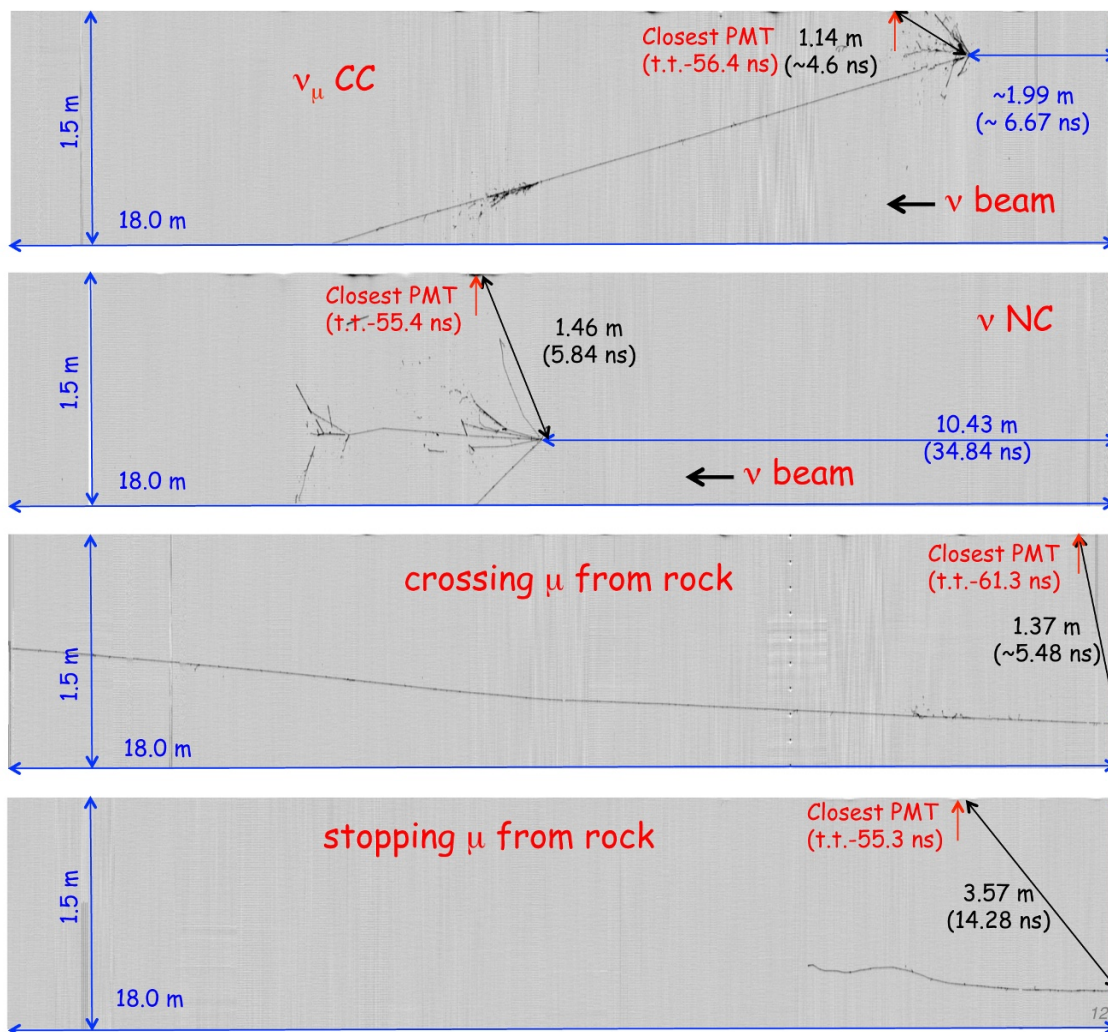 Closest PMT
(t.t.-56.4 ns)
1.14 m
(~4.6 ns)
νμ CC
~1.99 m
(~ 6.67 ns)
1.5 m
ν beam
18.0 m
Closest PMT
(t.t.-55.4 ns)
1.46 m
(5.84 ns)
ν NC
1.5 m
10.43 m
(34.84 ns)
ν beam
18.0 m
crossing μ from rock
Closest PMT
(t.t.-61.3 ns)
1.37 m
(~5.48 ns)
1.5 m
18.0 m
stopping μ from rock
Closest PMT
(t.t.-55.3 ns)
3.57 m
(14.28 ns)
1.5 m
18.0 m
12